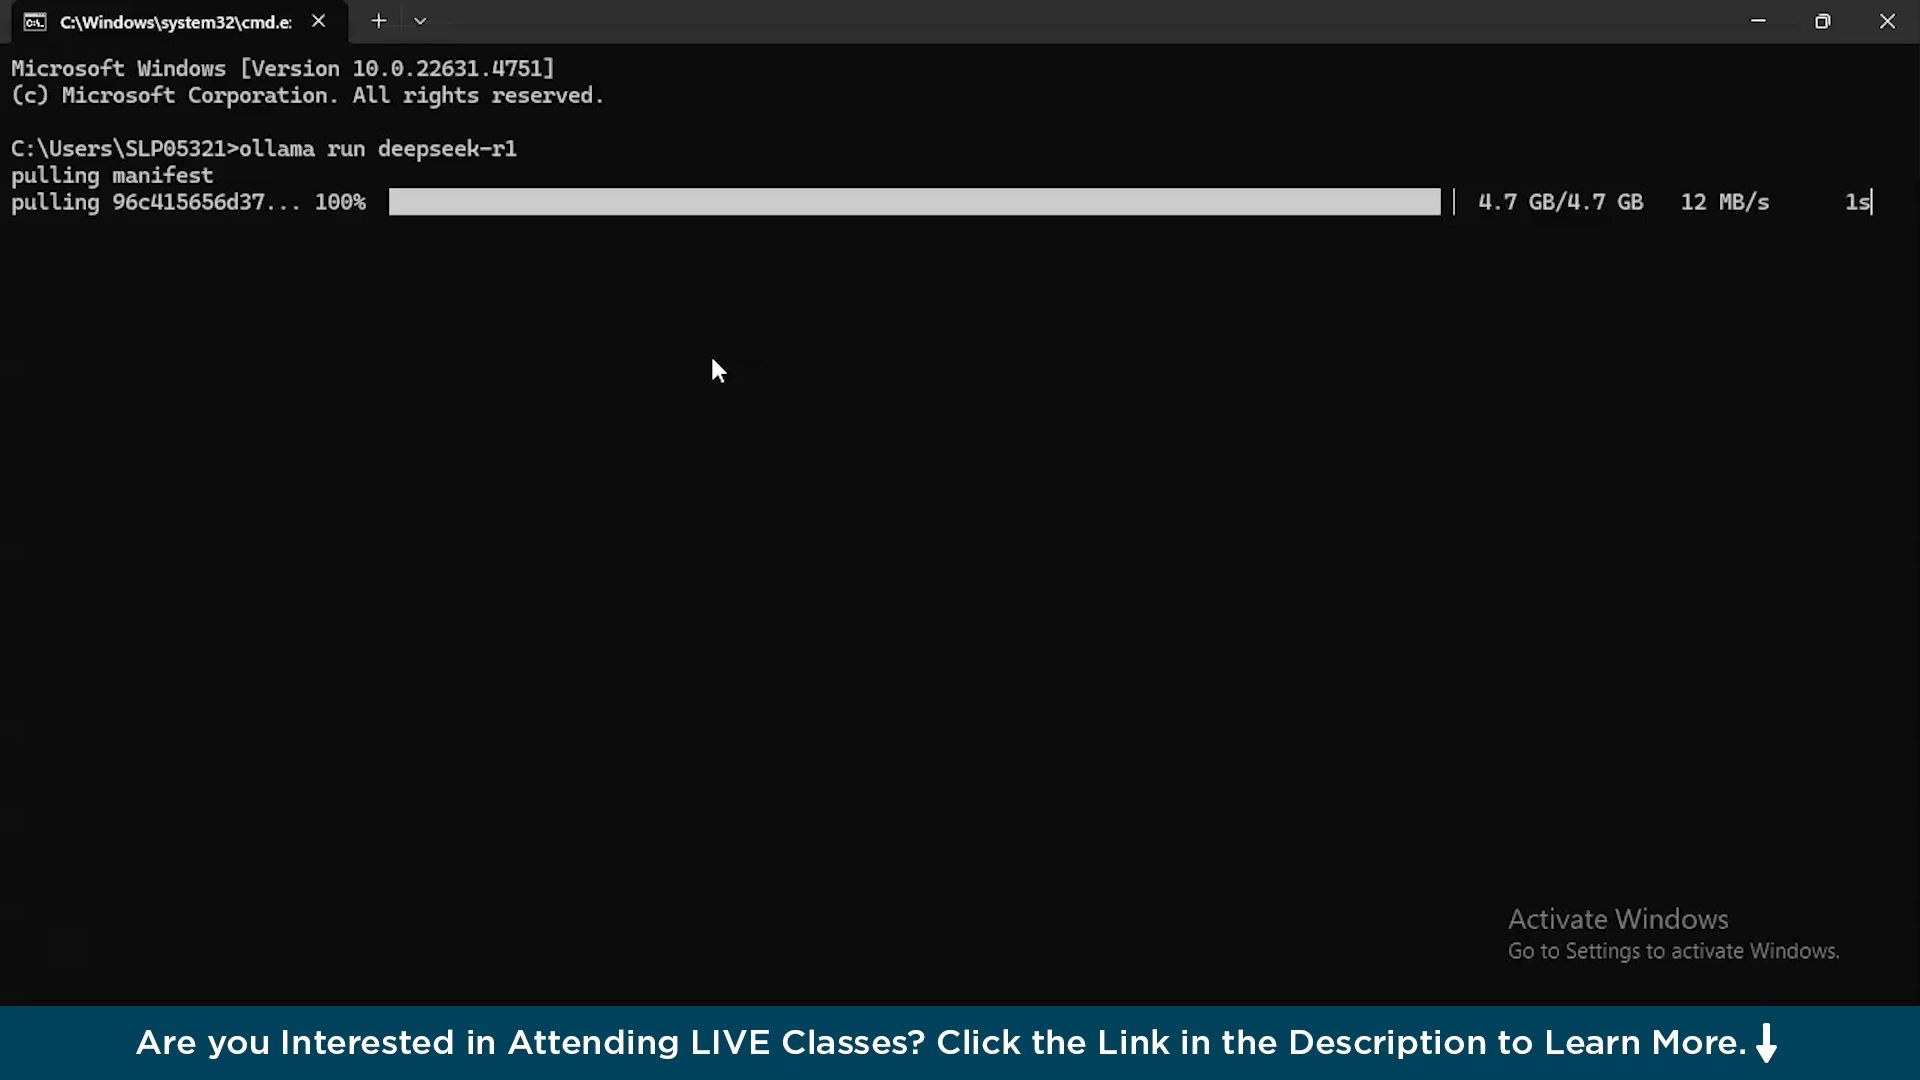 C:\Windows\system32\cmd.e:
Microsoft Windows [Version 10.0.22631.4751]
(c) Microsoft Corporation. All rights reserved.
C:\Users\SLP05321>ollama run deepseek-r1
pulling manifest
pulling 96c415656d37... 100% 4.7 GB/4.7 GB 12 MB/s 1s
Activate Windows
Go to Settings to activate Windows.
Are you Interested in Attending LIVE Classes? Click the Link in the Description to Learn More.